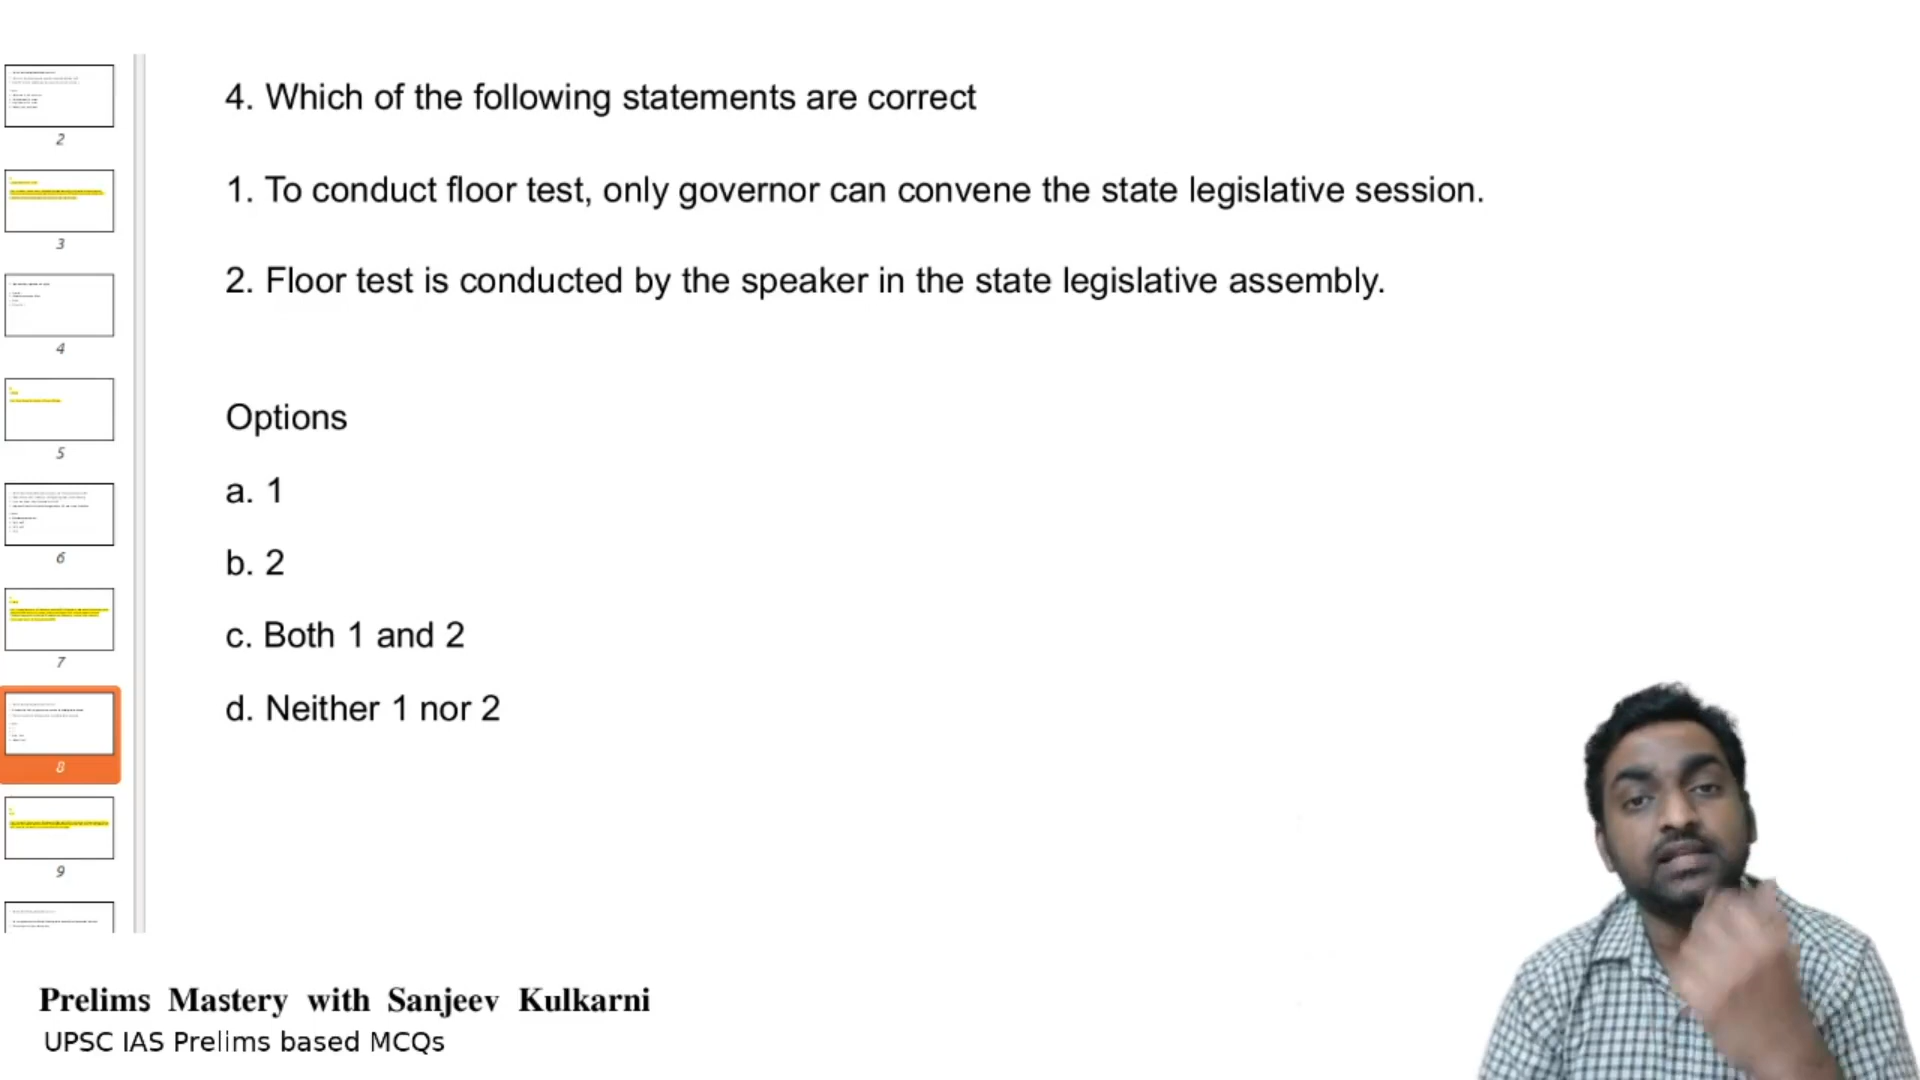 4. Which of the following statements are correct
1. To conduct floor test, only governor can convene the state legislative session.
2. Floor test is conducted by the speaker in the state legislative assembly.
Options
a. 1
b. 2
c. Both 1 and 2
d. Neither 1 nor 2
2
3
4
5
6
7
8
9
Prelims Mastery with Sanjeev Kulkarni
UPSC IAS Prelims based MCQs